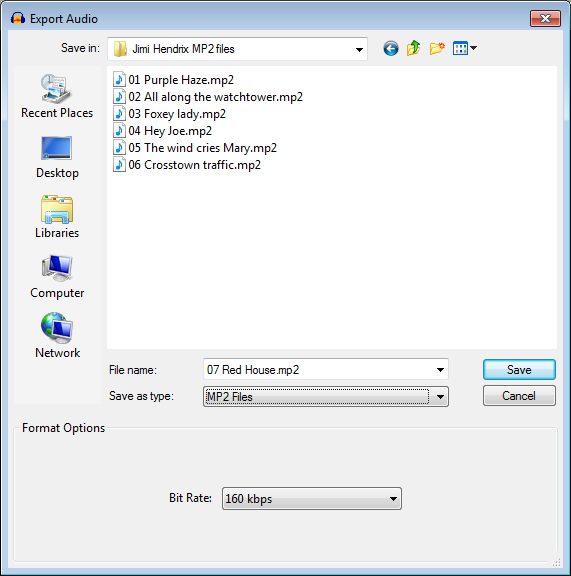 Export Audio
Save in: Jimi Hendrix MP2 files
Recent Places
Desktop
Libraries
Computer
Network
01 Purple Haze.mp2
02 All along the watchtower.mp2
03 Foxey lady.mp2
04 Hey Joe.mp2
05 The wind cries Mary.mp2
06 Crosstown traffic.mp2
File name: 07 Red House.mp2 Save
Save as type: MP2 Files Cancel
Format Options
Bit Rate: 160 kbps